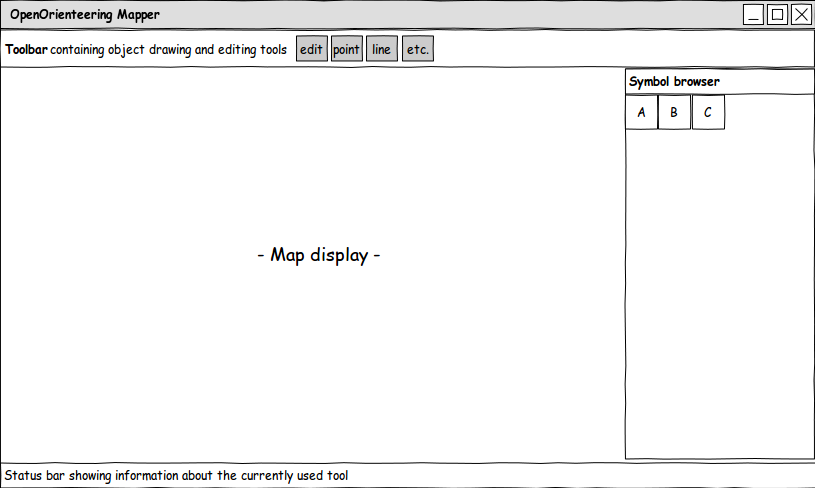 OpenOrienteering Mapper
Toolbar containing object drawing and editing tools edit point line etc.
Symbol browser
A B C
- Map display -
Status bar showing information about the currently used tool